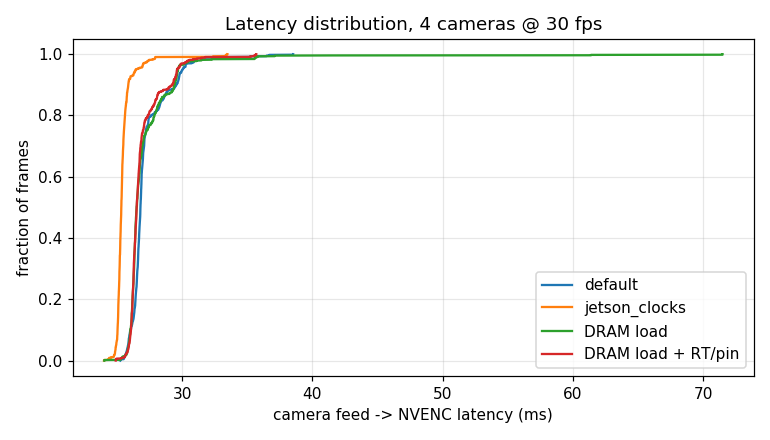 Latency distribution, 4 cameras @ 30 fps
fraction of frames
1.0
0.8
0.6
0.4
0.2
0.0
default
jetson_clocks
DRAM load
DRAM load + RT/pin
30 40 50 60 70
camera feed -> NVENC latency (ms)